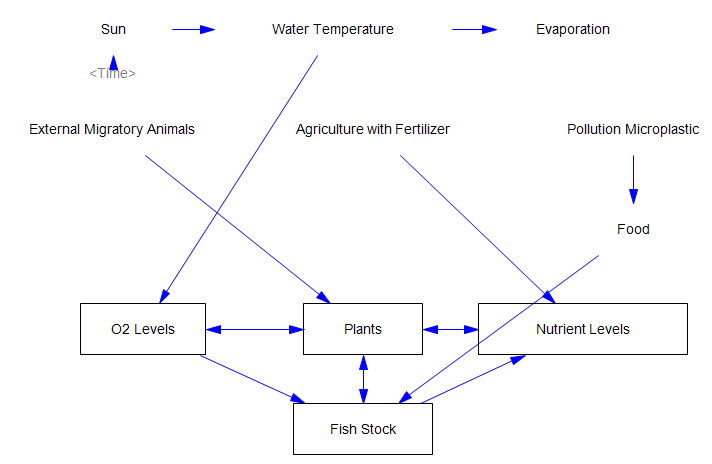 Sun
Water Temperature
Evaporation
<Time>
External Migratory Animals
Agriculture with Fertilizer
Pollution Microplastic
Food
O2 Levels
Plants
Nutrient Levels
Fish Stock